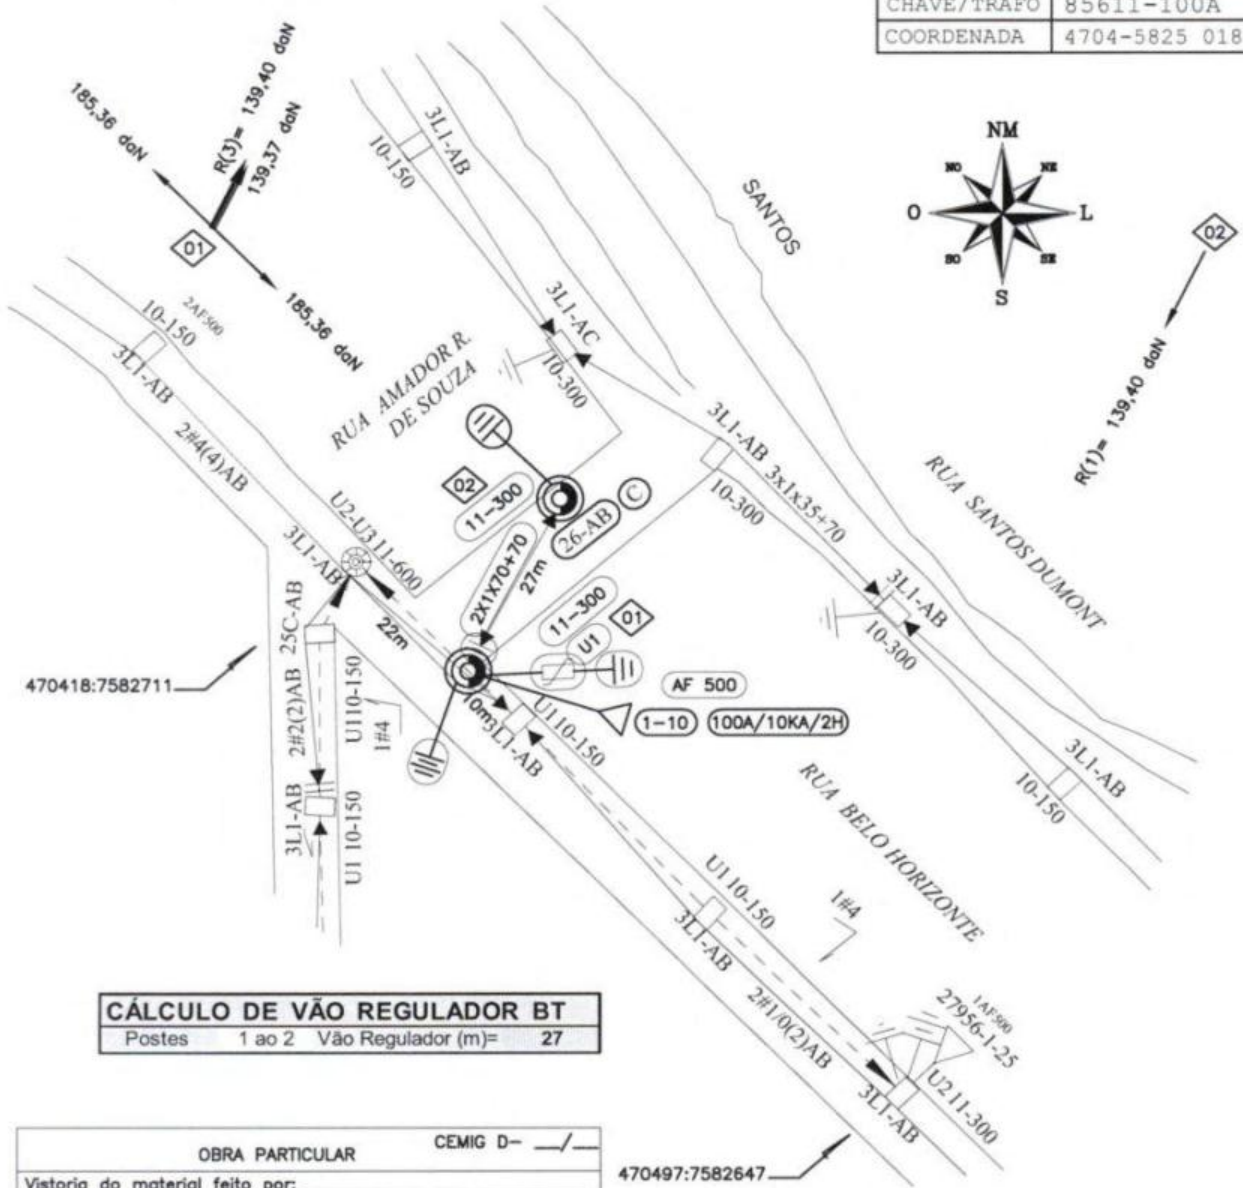 CHAVE/TRAFO 85611-100A
COORDENADA 4704-5825 018
185,36 daN
R(3)= 139,40 daN
139,37 daN
01
185,36 daN
3L1-AB
10-150
SANTOS
NM
NO
NE
O
L
SO
SE
S
02
R(1)= 139,40 daN
10-150
2AF500
3L1-AB
3L1-AC
10-300
RUA AMADOR R.
DE SOUZA
2#4(4)AB
02
11-300
26-AB
C
3L1-AB
3x1x35+70
10-300
RUA SANTOS DUMONT
U2-U3 11-600
3L1-AB
2X1X70+70
27m
11-300
01
U1
3L1-AB
10-300
25C-AB
22m
470418:7582711
2#2(2)AB
U1 10-150
1#4
10m
3L1-AB
U1 10-150
AF 500
1-10
100A/10KA/2H
3L1-AB
10-150
3L1-AB
U1 10-150
RUA BELO HORIZONTE
U1 10-150
1#4
3L1-AB
2#1/0(2)AB
1AF500
27956-1-25
U2 11-300
3L1-AB
CÁLCULO DE VÃO REGULADOR BT
Postes 1 ao 2 Vão Regulador (m)= 27
CEMIG D- __/__
OBRA PARTICULAR
470497:7582647
Vistoria do material feito por: